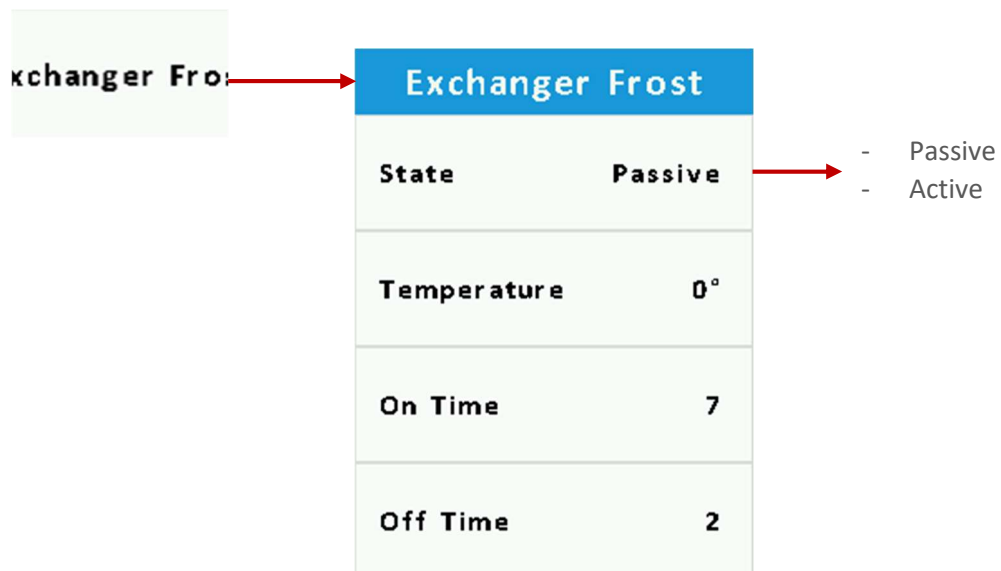 xchanger Fro
Exchanger Frost
State Passive
- Passive
- Active
Temperature 0°
On Time 7
Off Time 2